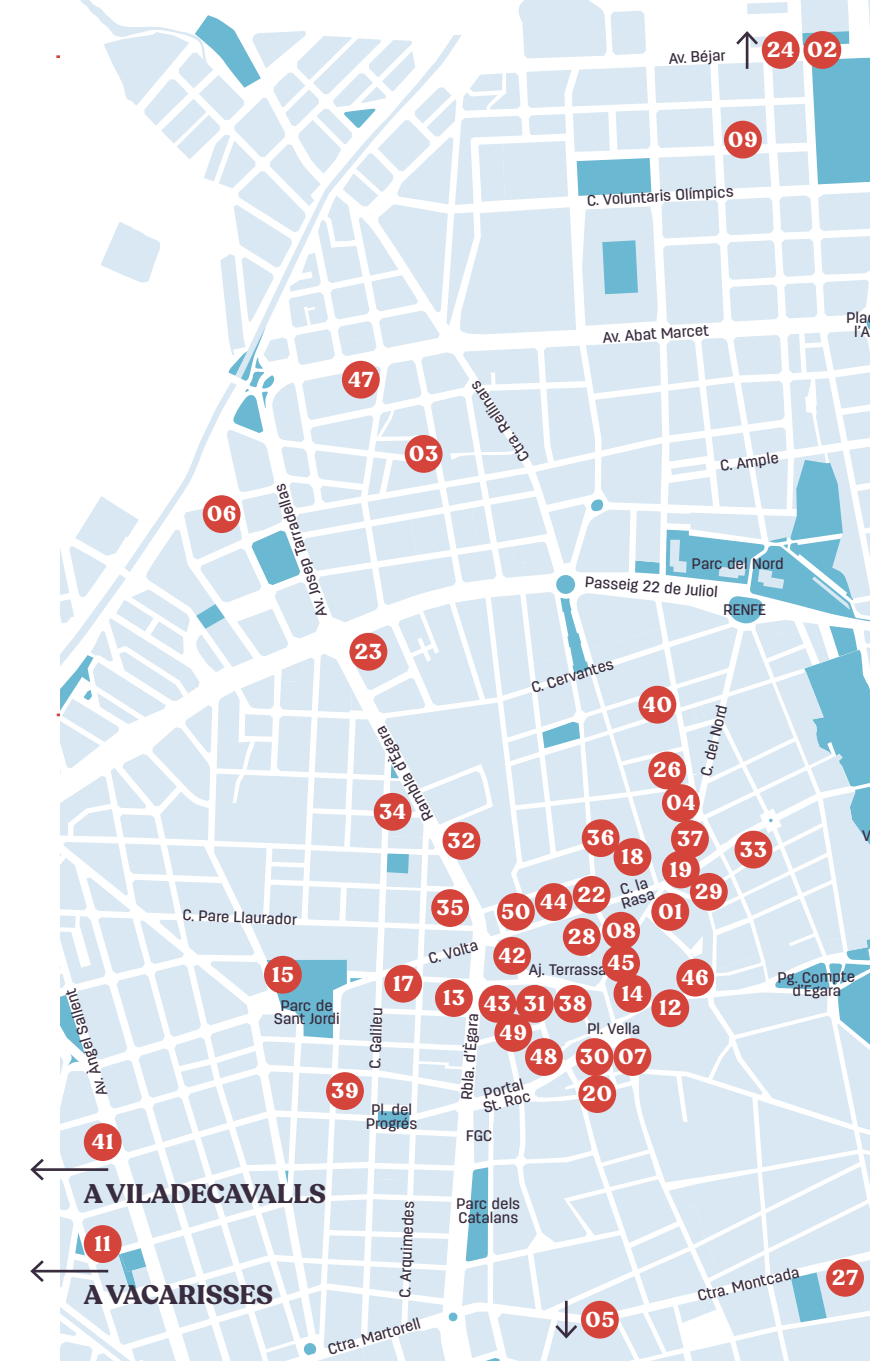 Av. Béjar
24
02
09
C. Voluntaris Olímpics
Av. Abat Marcet
47
Ctra. Rellinars
03
C. Ample
06
Av. Josep Tarradellas
Parc del Nord
Passeig 22 de Juliol
RENFE
23
C. Cervantes
40
C. del Nord
Rambla d'Ègara
26
04
34
32
36
37
33
18
19
29
22
C. la
Rasa
44
50
35
01
C. Pare Llaurador
08
28
C. Volta
42
45
Aj. Terrassa
15
17
46
Pg. Compte
d'Ègara
13
43
31
38
14
12
Parc de
Sant Jordi
C. Galileu
Av. Àngel Sallent
Rbla. d'Ègara
49
Pl. Vella
48
30
07
39
20
Portal
St. Roc
Pl. del
Progrés
FGC
41
A VILADECAVALLS
Parc dels
Catalans
C. Arquimedes
11
A VACARISSES
Ctra. Montcada
27
05
Ctra. Martorell